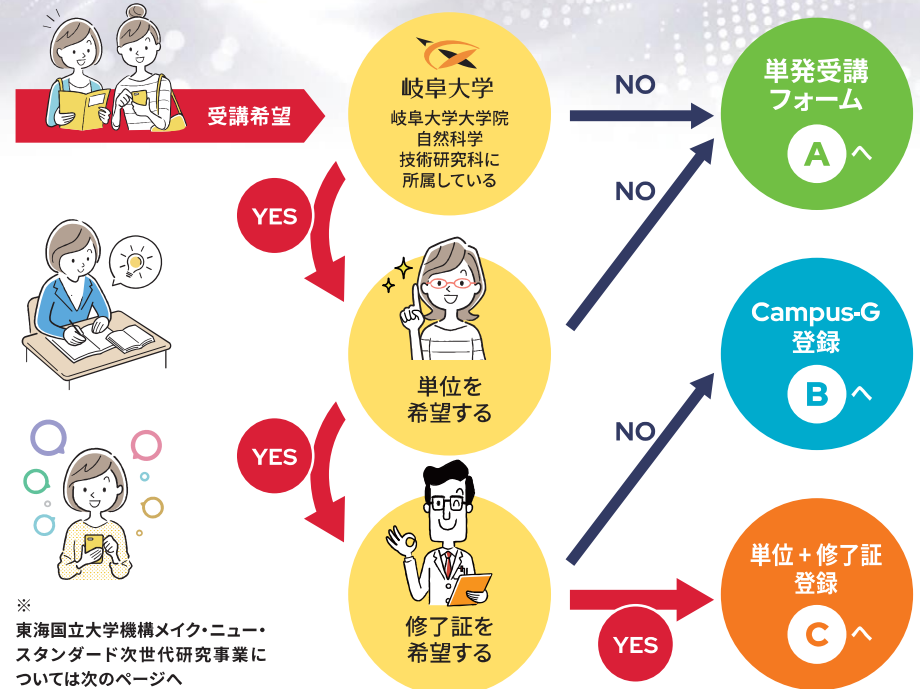 受講希望
岐阜大学
岐阜大学大学院
自然科学
技術研究科に
所属している
NO
単発受講
フォーム
A へ
YES
NO
単位を
希望する
Campus-G
登録
B へ
YES
NO
修了証を
希望する
YES
単位 + 修了証
登録
C へ
※
東海国立大学機構メイク・ニュー・
スタンダード次世代研究事業に
ついては次のページへ